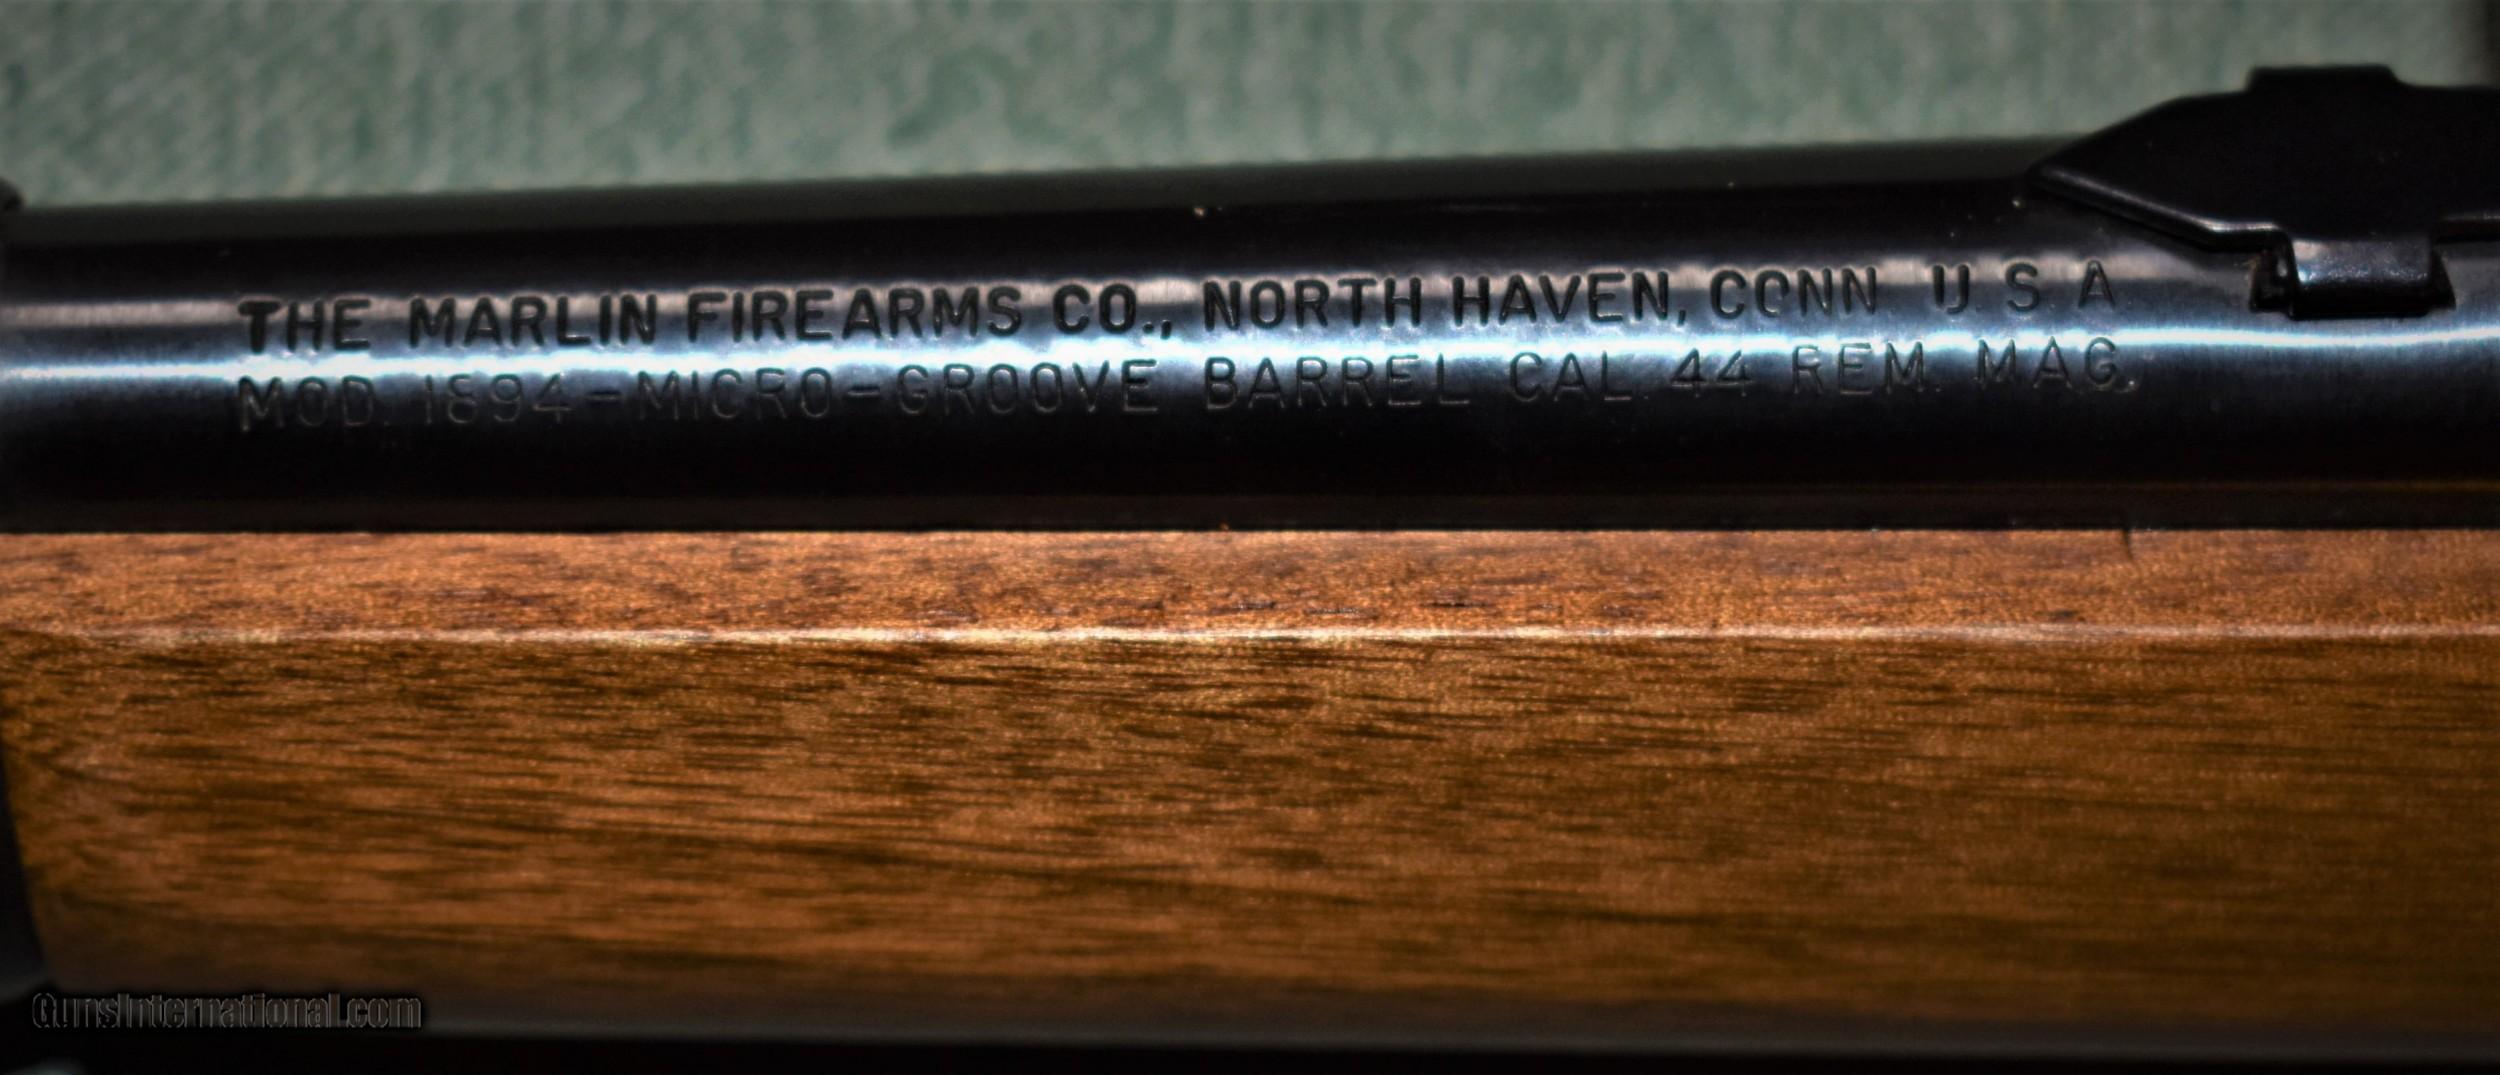 THE MARLIN FIREARMS CO., NORTH HAVEN, CONN U. S. A
MOD. 1894-MICRO-GROOVE BARREL CAL. 44 REM. MAG.
GunsInternational.com